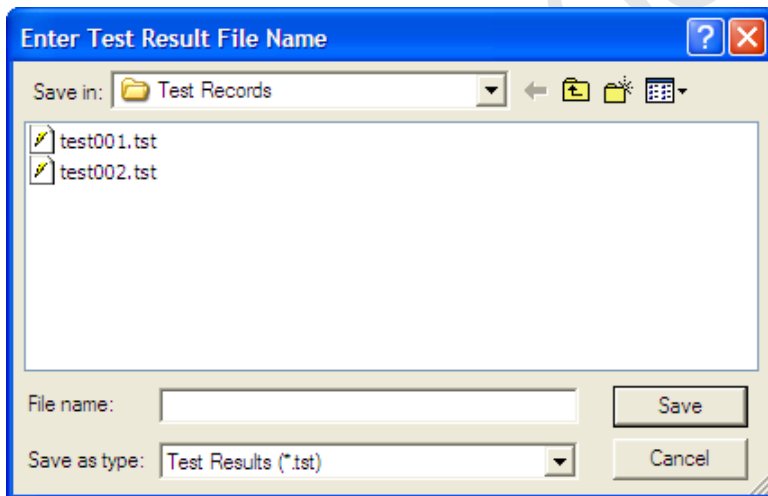 Enter Test Result File Name
Save in: Test Records
test001.tst
test002.tst
File name: Save
Save as type: Test Results (*.tst) Cancel